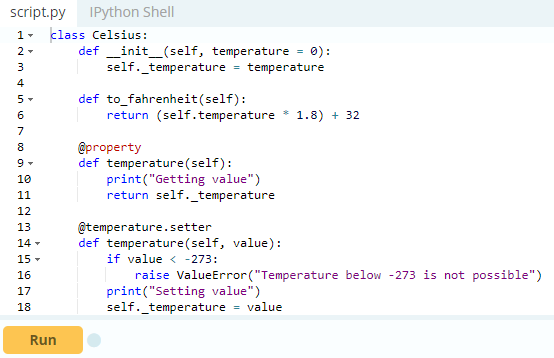 script.py IPython Shell
1 class Celsius:
2     def __init__(self, temperature = 0):
3         self._temperature = temperature
4
5     def to_fahrenheit(self):
6         return (self.temperature * 1.8) + 32
7
8     @property
9     def temperature(self):
10         print("Getting value")
11         return self._temperature
12
13     @temperature.setter
14     def temperature(self, value):
15         if value < -273:
16             raise ValueError("Temperature below -273 is not possible")
17         print("Setting value")
18         self._temperature = value
Run